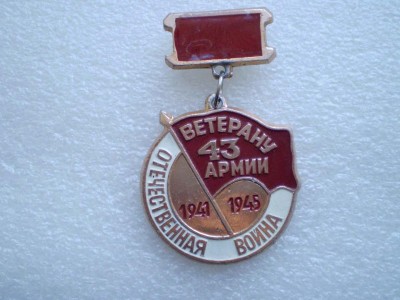 ВЕТЕРАНУ
43
АРМИИ
1941 1945
ОТЕЧЕСТВЕННАЯ ВОЙНА